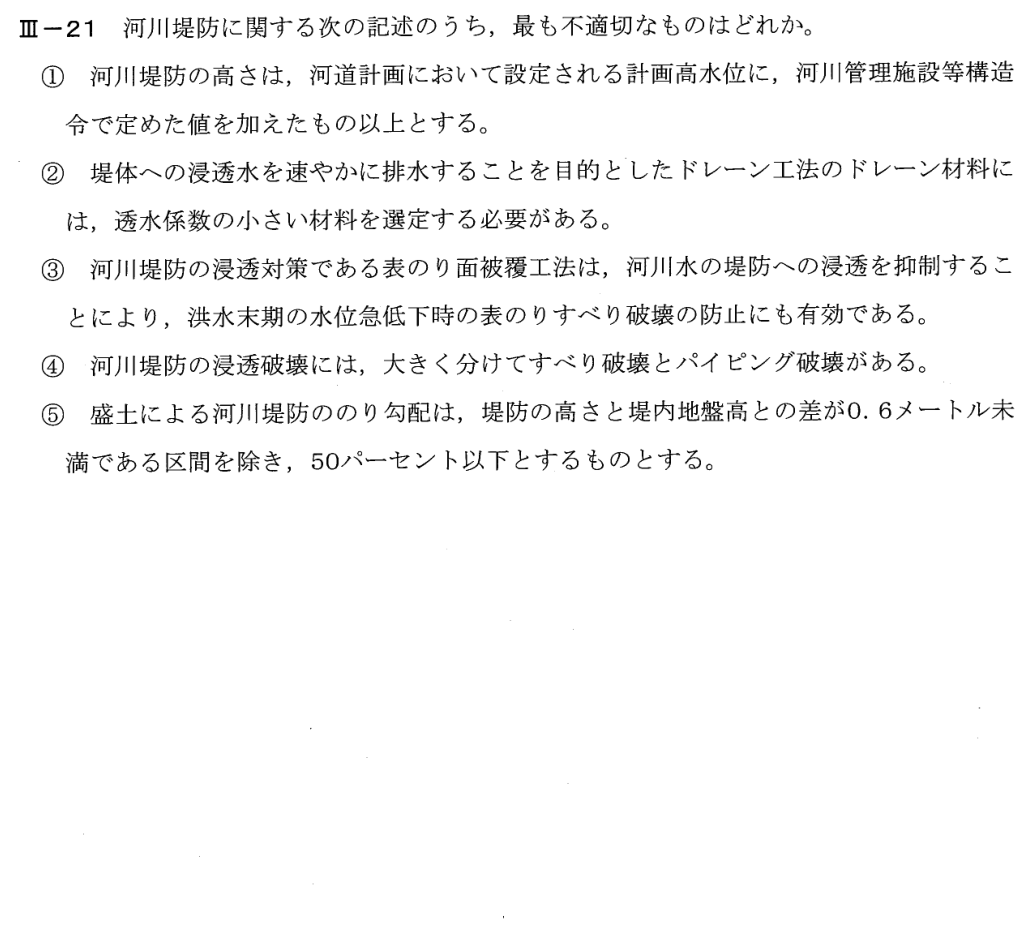 Ⅲ－21　河川堤防に関する次の記述のうち，最も不適切なものはどれか。
①　河川堤防の高さは，河道計画において設定される計画高水位に，河川管理施設等構造
令で定めた値を加えたもの以上とする。
②　堤体への浸透水を速やかに排水することを目的としたドレーン工法のドレーン材料に
は，透水係数の小さい材料を選定する必要がある。
③　河川堤防の浸透対策である表のり面被覆工法は，河川水の堤防への浸透を抑制するこ
とにより，洪水末期の水位急低下時の表のりすべり破壊の防止にも有効である。
④　河川堤防の浸透破壊には，大きく分けてすべり破壊とパイピング破壊がある。
⑤　盛土による河川堤防ののり勾配は，堤防の高さと堤内地盤高との差が0.6メートル未
満である区間を除き，50パーセント以下とするものとする。